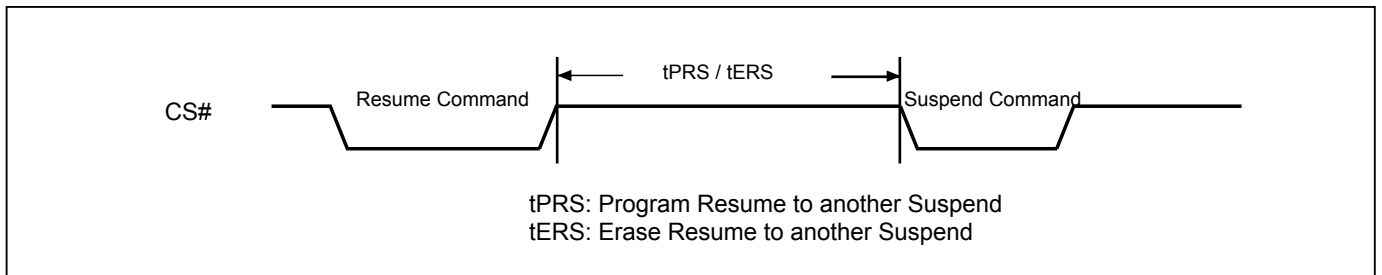 tPRS / tERS
CS#
Resume Command
Suspend Command
tPRS: Program Resume to another Suspend
tERS: Erase Resume to another Suspend